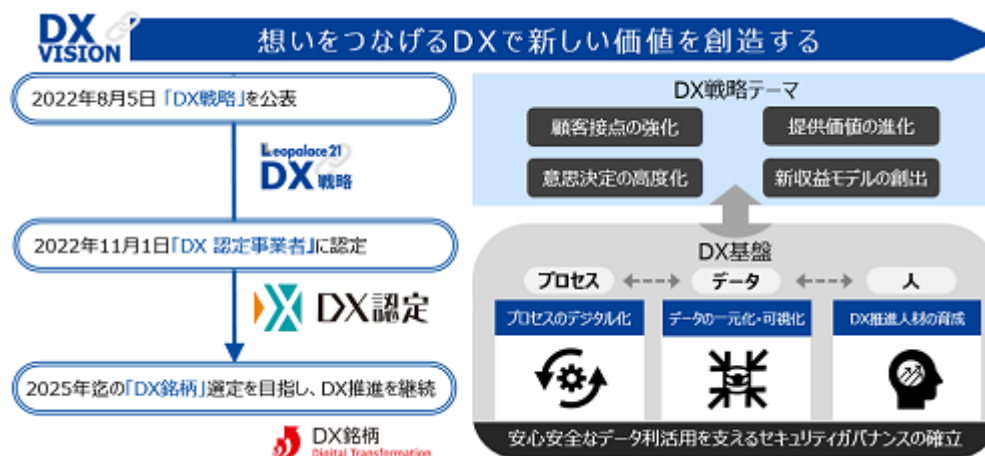 DX
VISION
想いをつなげるDXで新しい価値を創造する
2022年8月5日「DX戦略」を公表
Leopalace21
DX戦略
2022年11月1日「DX 認定事業者」に認定
DX認定
2025年迄の「DX銘柄」選定を目指し、DX推進を継続
DX銘柄
Digital Transformation
DX戦略テーマ
顧客接点の強化
提供価値の進化
意思決定の高度化
新収益モデルの創出
DX基盤
プロセス
データ
人
プロセスのデジタル化
データの一元化・可視化
DX推進人材の育成
安心安全なデータ利活用を支えるセキュリティガバナンスの確立